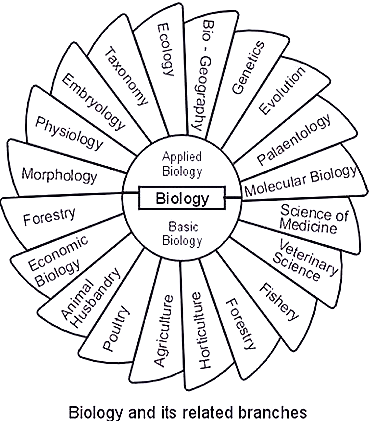 Ecology
Bio - Geography
Genetics
Evolution
Palaentology
Molecular Biology
Science of
Medicine
Veterinary
Science
Fishery
Forestry
Horticulture
Agriculture
Poultry
Animal
Husbandry
Economic
Biology
Forestry
Morphology
Physiology
Embryology
Taxonomy
Applied
Biology
Biology
Basic
Biology
Biology and its related branches